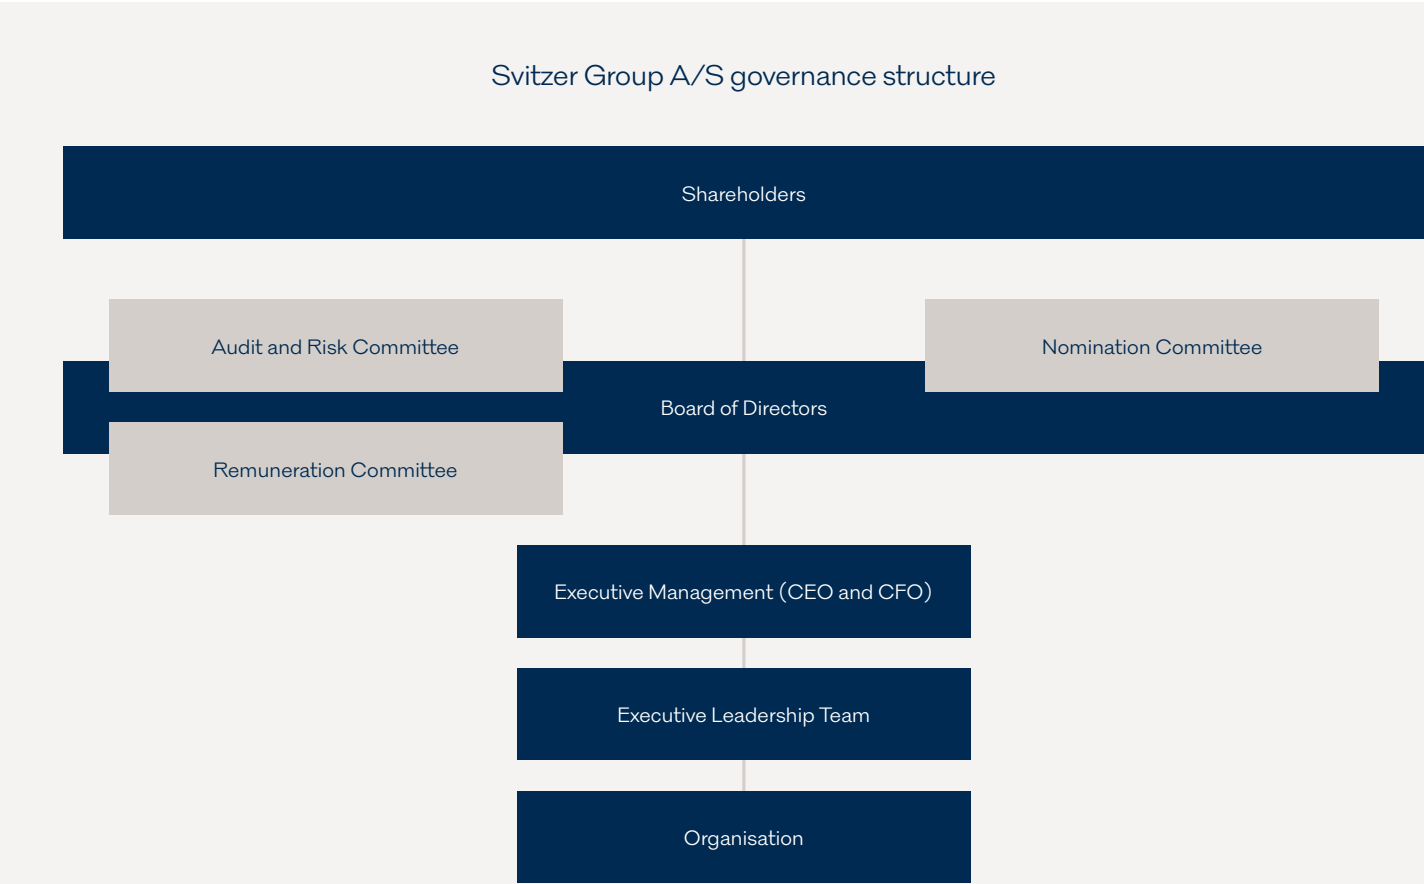 Svitzer Group A/S governance structure
Shareholders
Audit and Risk Committee
Nomination Committee
Board of Directors
Remuneration Committee
Executive Management (CEO and CFO)
Executive Leadership Team
Organisation